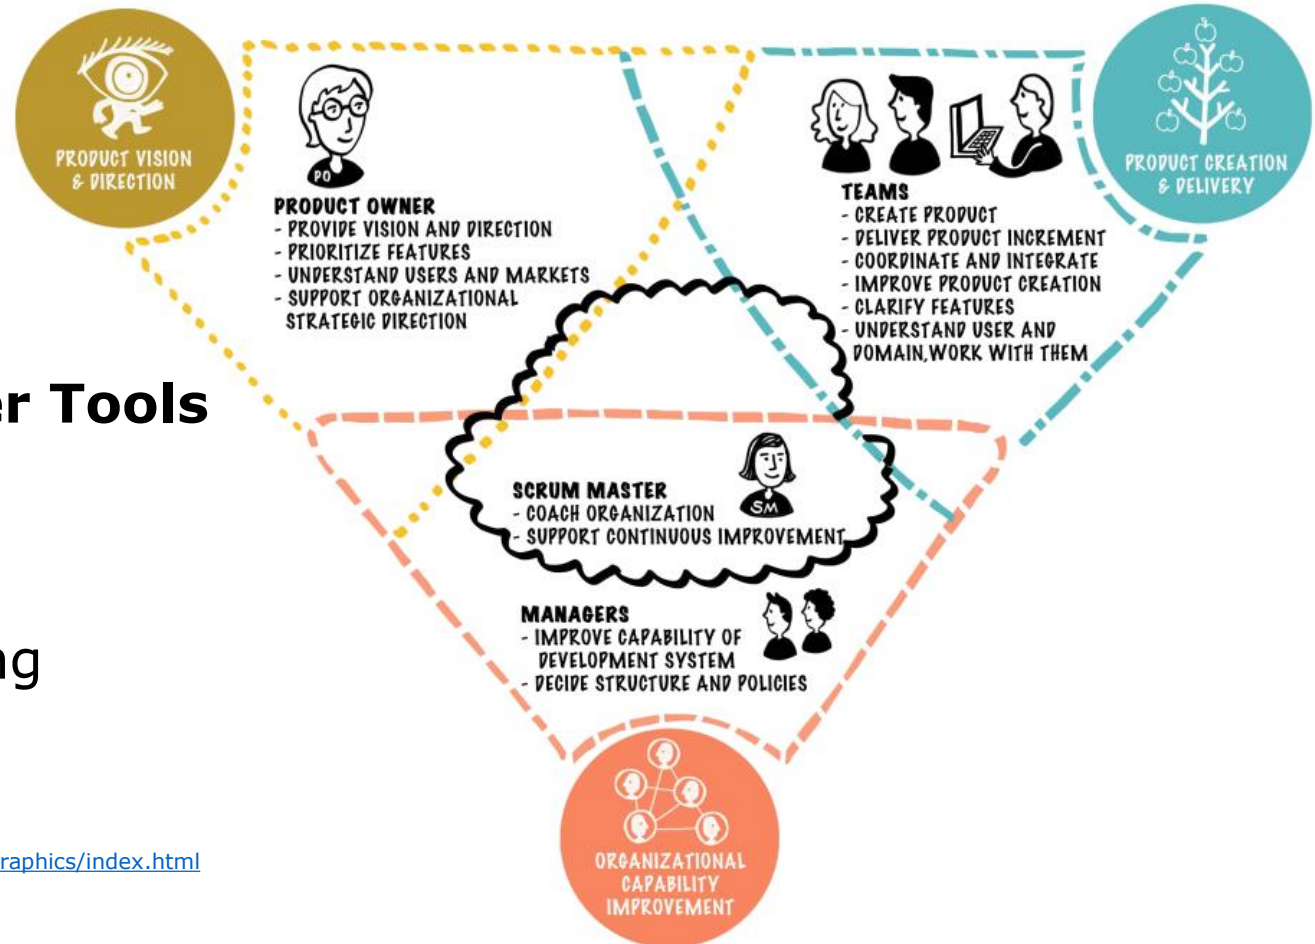 PRODUCT VISION
& DIRECTION
PO
PRODUCT OWNER
- PROVIDE VISION AND DIRECTION
- PRIORITIZE FEATURES
- UNDERSTAND USERS AND MARKETS
- SUPPORT ORGANIZATIONAL
STRATEGIC DIRECTION
TEAMS
- CREATE PRODUCT
- DELIVER PRODUCT INCREMENT
- COORDINATE AND INTEGRATE
- IMPROVE PRODUCT CREATION
- CLARIFY FEATURES
- UNDERSTAND USER AND
DOMAIN,WORK WITH THEM
PRODUCT CREATION
& DELIVERY
er Tools
SCRUM MASTER
- COACH ORGANIZATION
- SUPPORT CONTINUOUS IMPROVEMENT
SM
ng
MANAGERS
- IMPROVE CAPABILITY OF
DEVELOPMENT SYSTEM
- DECIDE STRUCTURE AND POLICIES
raphics/index.html
ORGANIZATIONAL
CAPABILITY
IMPROVEMENT